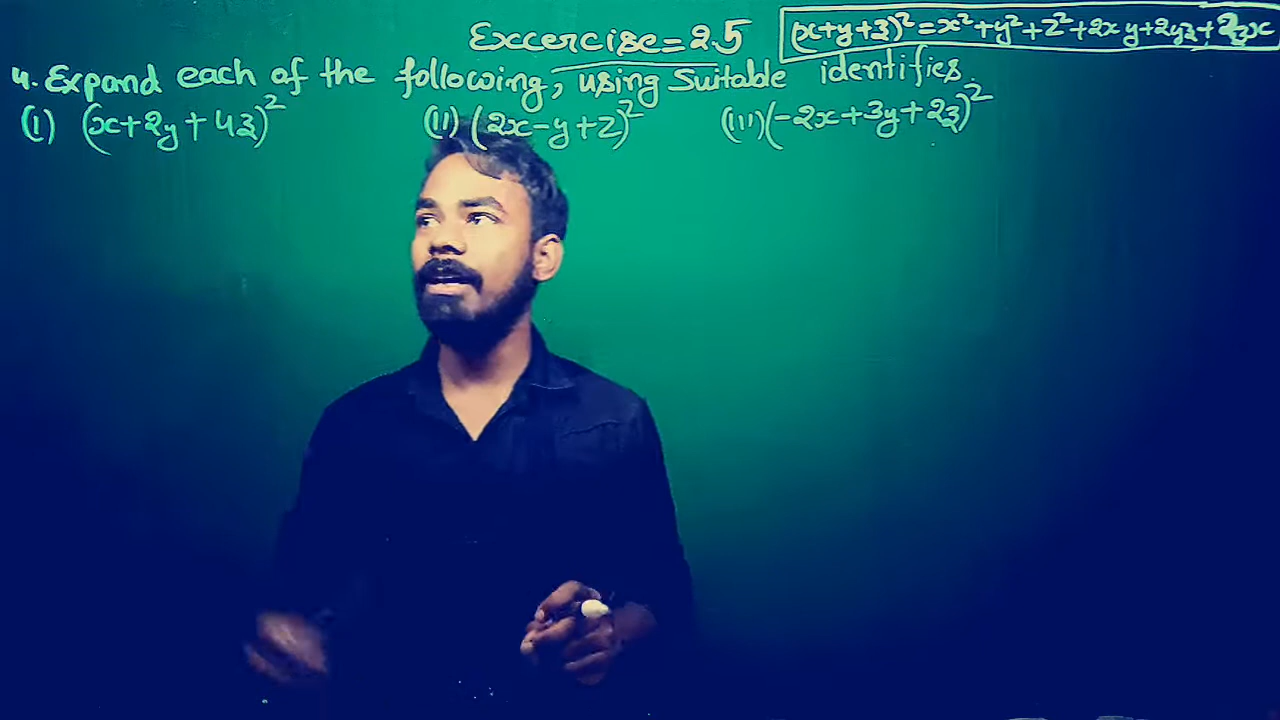 Excercise=2.5
(x+y+z)²=x²+y²+z²+2xy+2yz+2zx
4. Expand each of the following, using Suitable identifies.
(i) (x+2y+4z)² (ii) (2x-y+z)² (iii) (-2x+3y+2z)²